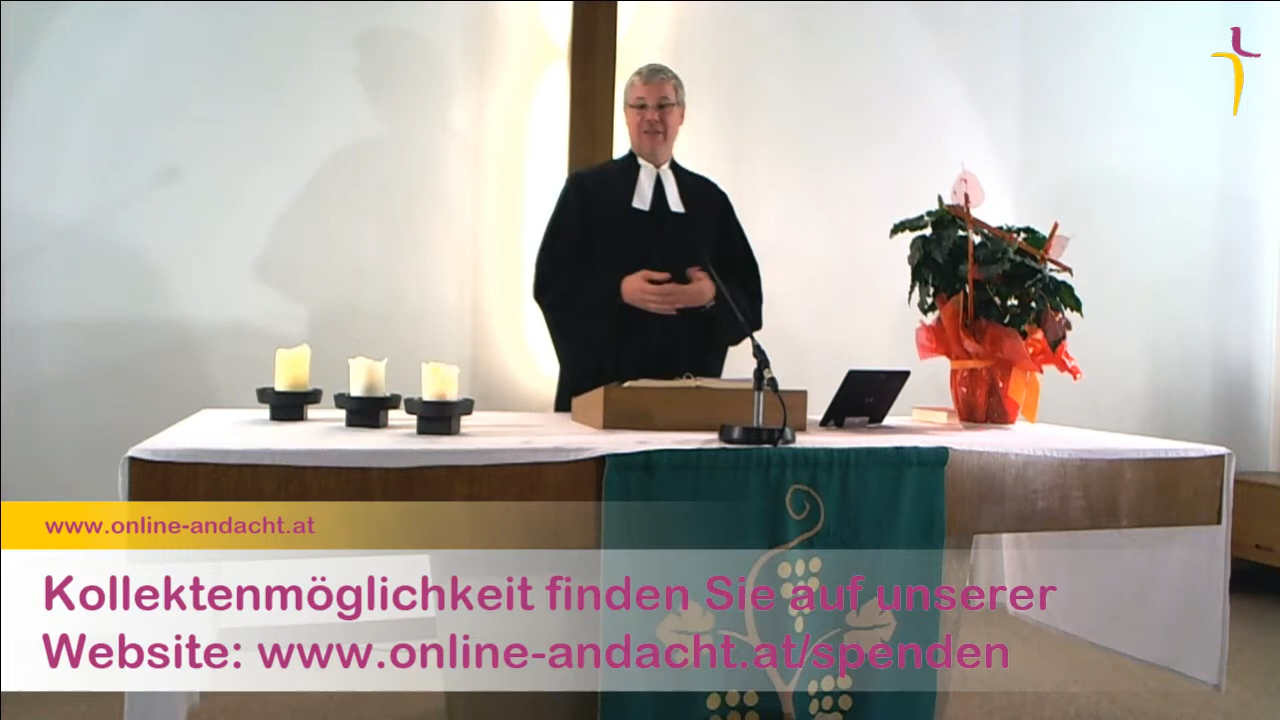 www.online-andacht.at
Kollektenmöglichkeit finden Sie auf unserer
Website: www.online-andacht.at/spenden